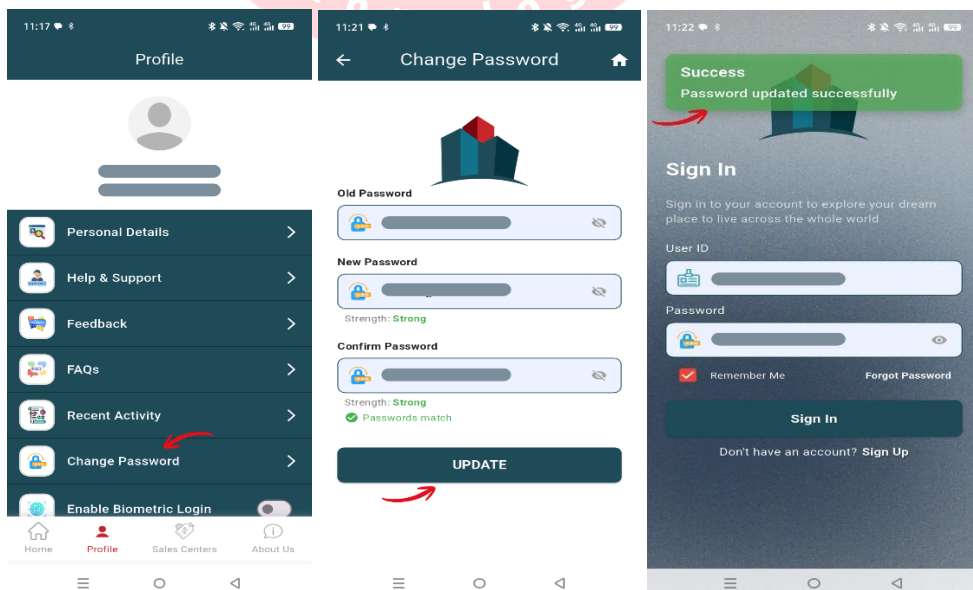 11:17
99
Profile
Personal Details
Help & Support
Feedback
FAQs
Recent Activity
Change Password
Enable Biometric Login
Home
Profile
Sales Centers
About Us
11:21
99
Change Password
Old Password
New Password
Strength: Strong
Confirm Password
Strength: Strong
Passwords match
UPDATE
11:22
99
Success
Password updated successfully
Sign In
Sign in to your account to explore your dream
place to live across the whole world
User ID
Password
Remember Me
Forgot Password
Sign In
Don't have an account? Sign Up